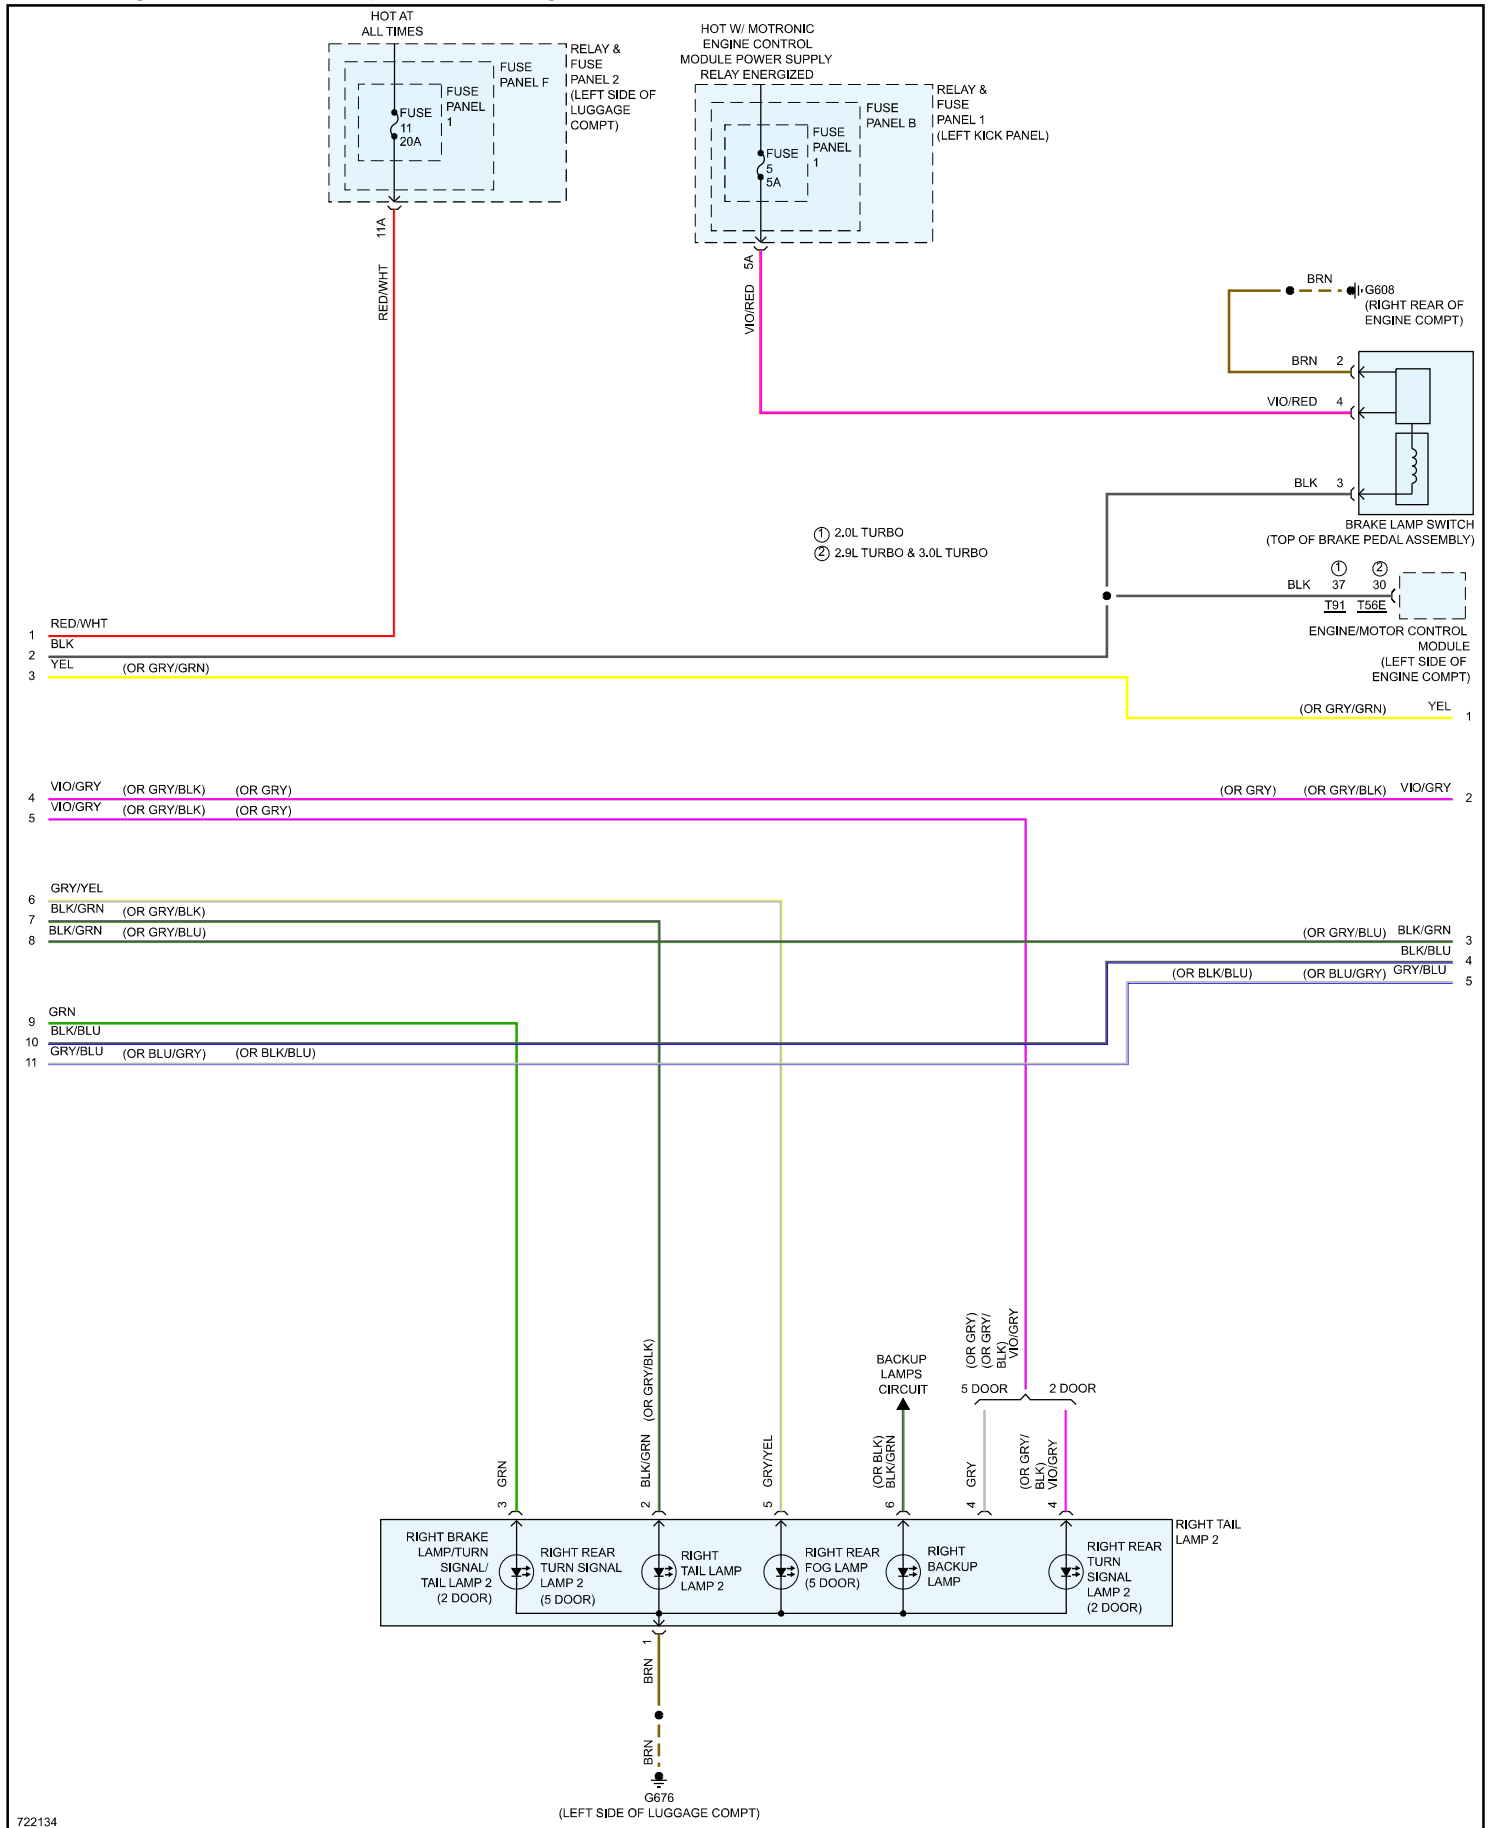 HOT AT
ALL TIMES
RELAY &
FUSE
PANEL 2
(LEFT SIDE OF
LUGGAGE
COMPT)
FUSE
PANEL F
FUSE
PANEL
1
FUSE
11
20A
11A
RED/WHT
HOT W/ MOTRONIC
ENGINE CONTROL
MODULE POWER SUPPLY
RELAY ENERGIZED
RELAY &
FUSE
PANEL 1
(LEFT KICK PANEL)
FUSE
PANEL B
FUSE
PANEL
1
FUSE
5
5A
5A
VIO/RED
BRN
G608
(RIGHT REAR OF
ENGINE COMPT)
BRN 2
VIO/RED 4
BLK 3
BRAKE LAMP SWITCH
(TOP OF BRAKE PEDAL ASSEMBLY)
1 2.0L TURBO
2 2.9L TURBO & 3.0L TURBO
1 2
BLK 37 30
T91 T56E
ENGINE/MOTOR CONTROL
MODULE
(LEFT SIDE OF
ENGINE COMPT)
1 RED/WHT
2 BLK
3 YEL (OR GRY/GRN)
(OR GRY/GRN) YEL 1
4 VIO/GRY (OR GRY/BLK) (OR GRY)
(OR GRY) (OR GRY/BLK) VIO/GRY 2
5 VIO/GRY (OR GRY/BLK) (OR GRY)
6 GRY/YEL
7 BLK/GRN (OR GRY/BLK)
8 BLK/GRN (OR GRY/BLU)
(OR GRY/BLU) BLK/GRN 3
BLK/BLU 4
(OR BLK/BLU) (OR BLU/GRY) GRY/BLU 5
9 GRN
10 BLK/BLU
11 GRY/BLU (OR BLU/GRY) (OR BLK/BLU)
(OR GRY)
(OR GRY/
BLK)
VIO/GRY
BACKUP
LAMPS
CIRCUIT
5 DOOR 2 DOOR
3 GRN
2 BLK/GRN (OR GRY/BLK)
5 GRY/YEL
(OR BLK)
6 BLK/GRN
4 GRY
(OR GRY/
BLK)
4 VIO/GRY
RIGHT TAIL
LAMP 2
RIGHT BRAKE
LAMP/TURN
SIGNAL/
TAIL LAMP 2
(2 DOOR)
RIGHT REAR
TURN SIGNAL
LAMP 2
(5 DOOR)
RIGHT
TAIL LAMP
LAMP 2
RIGHT REAR
FOG LAMP
(5 DOOR)
RIGHT
BACKUP
LAMP
RIGHT REAR
TURN
SIGNAL
LAMP 2
(2 DOOR)
1
BRN
BRN
G676
(LEFT SIDE OF LUGGAGE COMPT)
722134